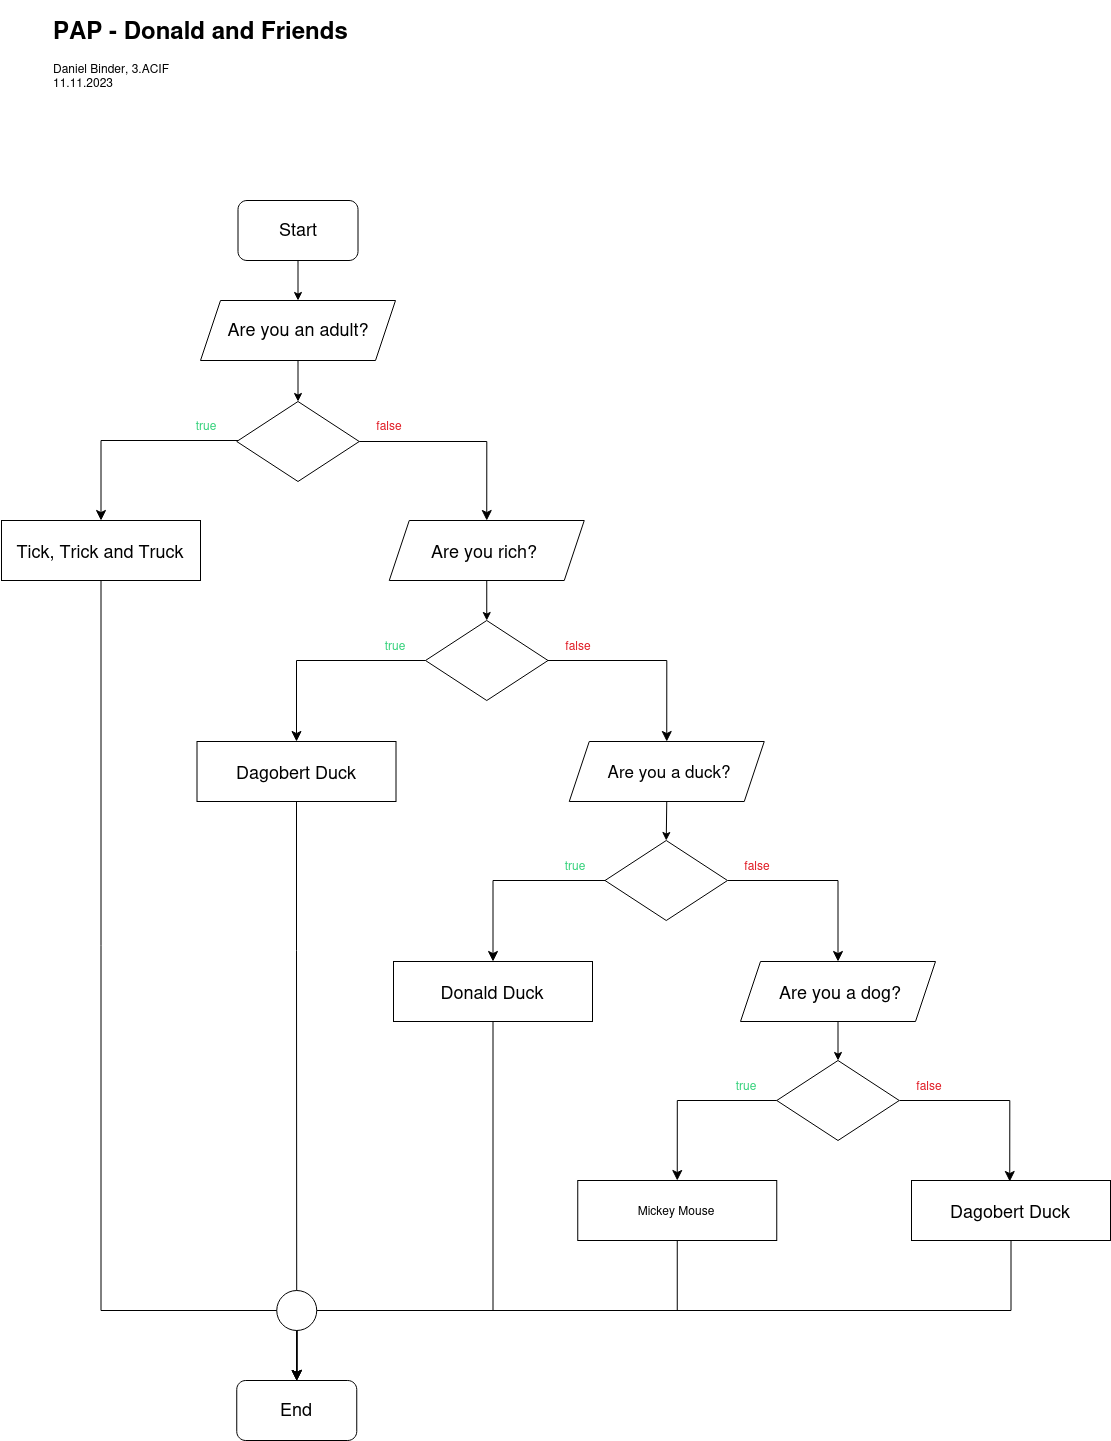 PAP - Donald and Friends
Daniel Binder, 3.ACIF
11.11.2023
Start
Are you an adult?
true
false
Tick, Trick and Truck
Are you rich?
true
false
Dagobert Duck
Are you a duck?
true
false
Donald Duck
Are you a dog?
true
false
Mickey Mouse
Dagobert Duck
End